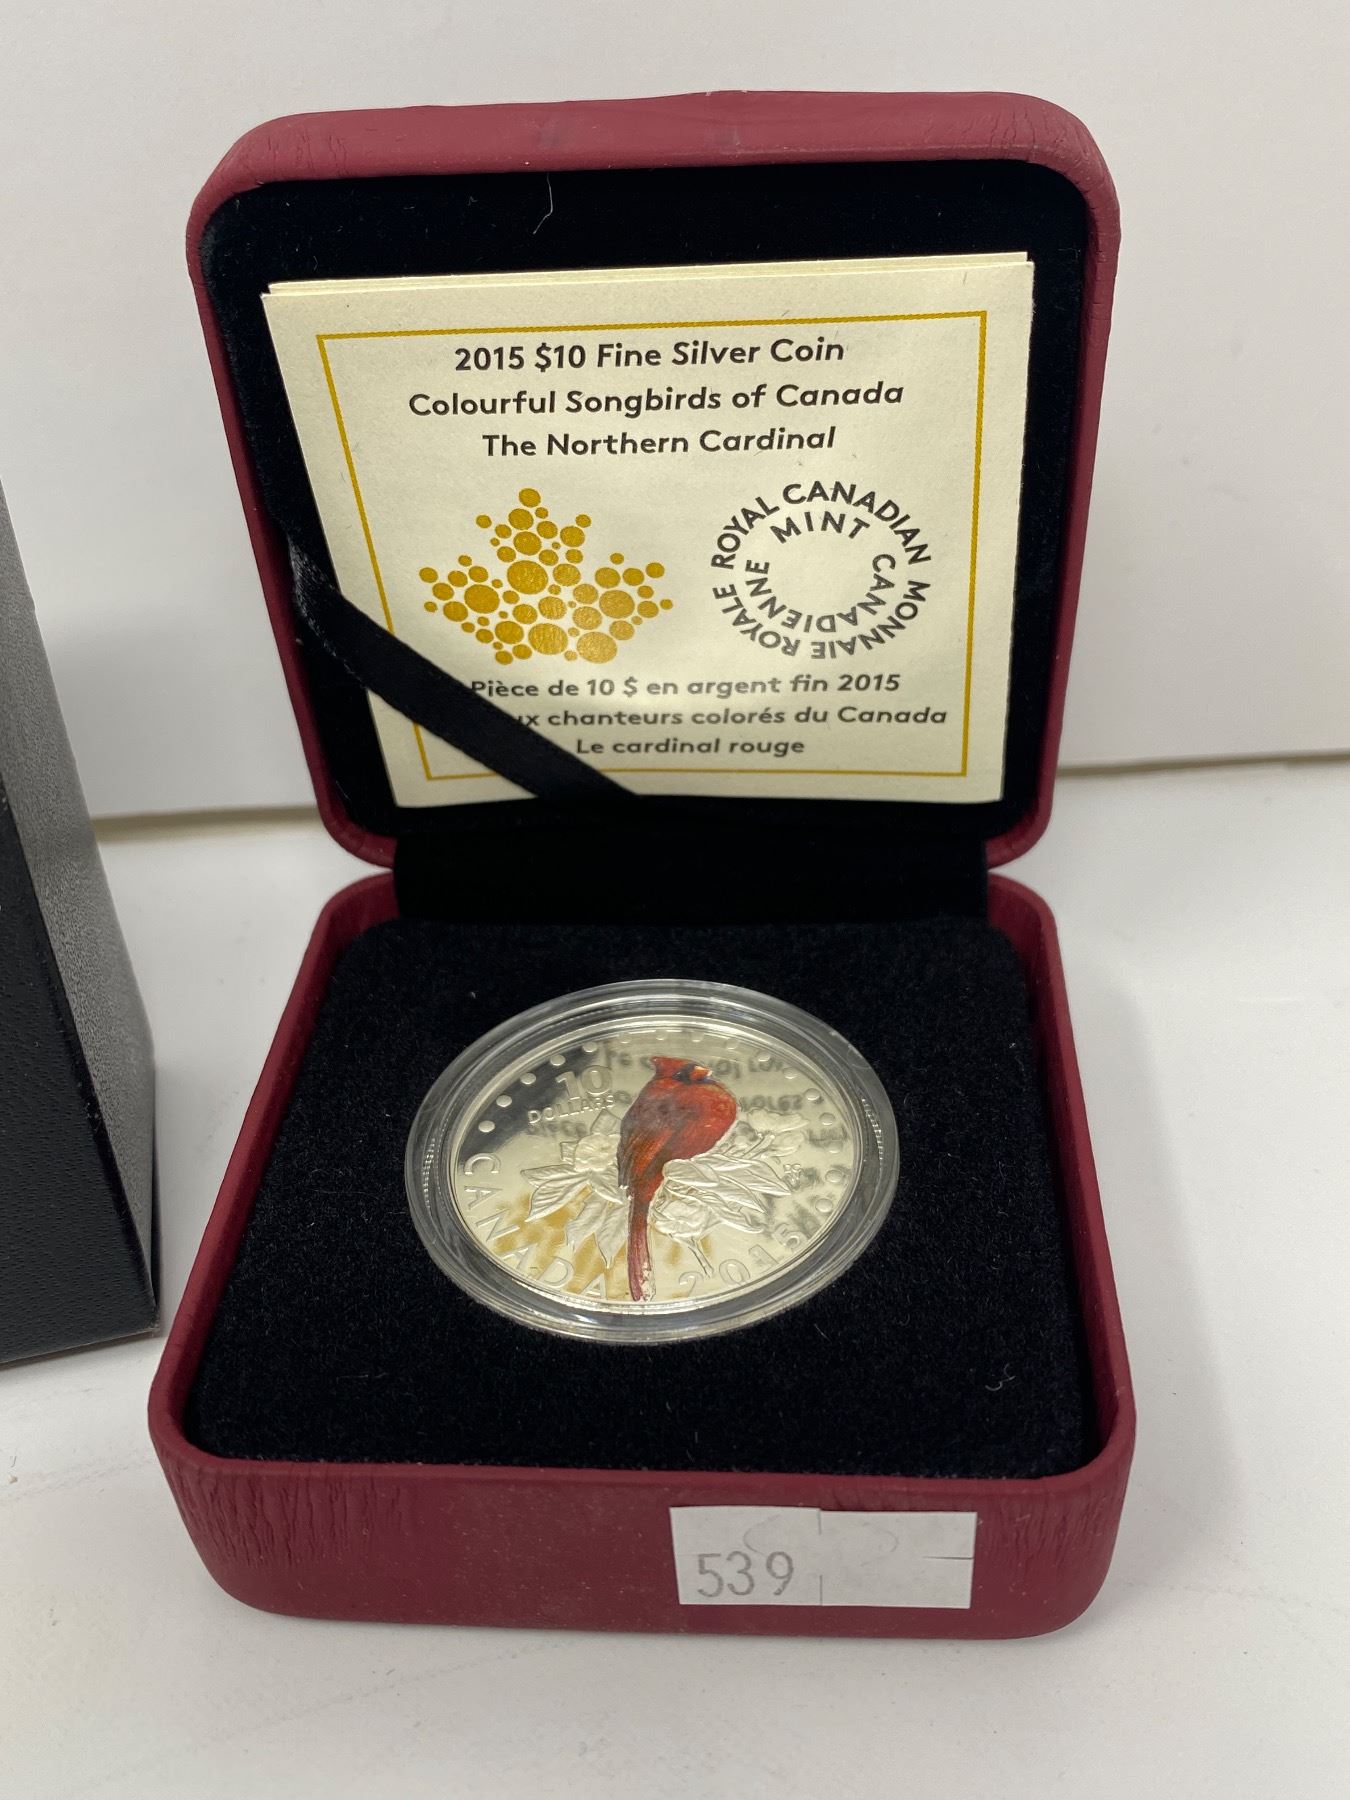 2015 $10 Fine Silver Coin
Colourful Songbirds of Canada
The Northern Cardinal
ROYAL CANADIAN MINT
MONNAIE ROYALE CANADIENNE
Pièce de 10 $ en argent fin 2015
chanteurs colorés du Canada
Le cardinal rouge
10
DOLLARS
CANADA 2015
539